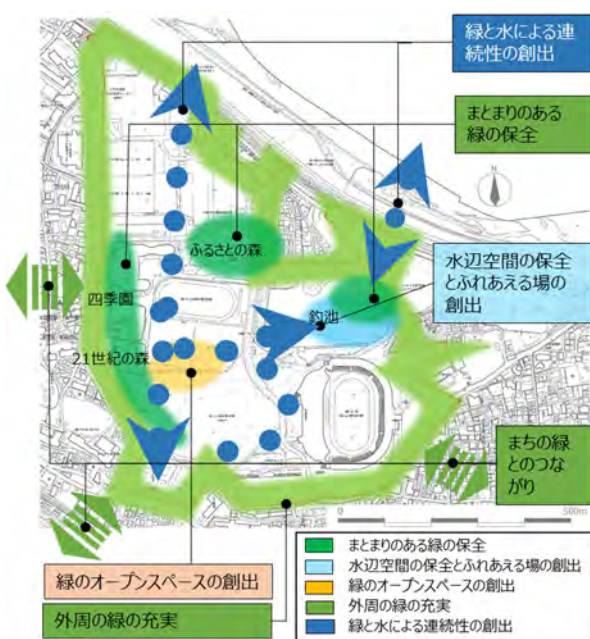 緑と水による連
続性の創出
まとまりのある
緑の保全
N
ふるさとの森
水辺空間の保全
とふれあえる場の
創出
四季園
釣池
21世紀の森
まちの緑
とのつな
がり
0
500m
緑のオープンスペースの創出
外周の緑の充実
まとまりのある緑の保全
水辺空間の保全とふれあえる場の創出
緑のオープンスペースの創出
外周の緑の充実
緑と水による連続性の創出